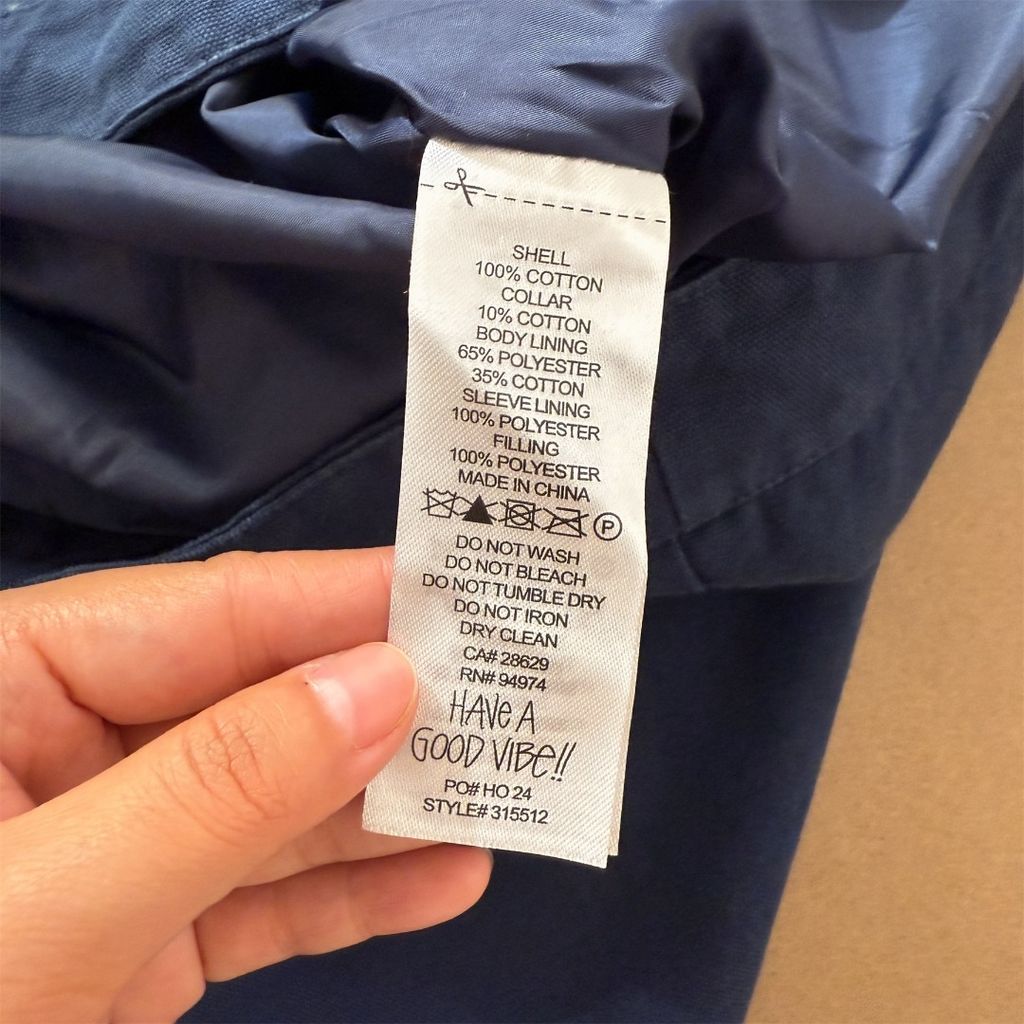 SHELL
100% COTTON
COLLAR
10% COTTON
BODY LINING
65% POLYESTER
35% COTTON
SLEEVE LINING
100% POLYESTER
FILLING
100% POLYESTER
MADE IN CHINA
P
DO NOT WASH
DO NOT BLEACH
DO NOT TUMBLE DRY
DO NOT IRON
DRY CLEAN
CA# 28629
RN# 94974
HAVE A
GOOD VIBE!!
PO# HO 24
STYLE# 315512